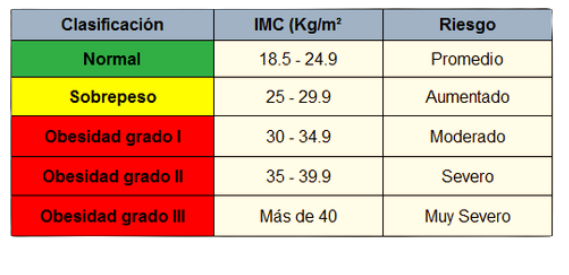 Clasificación IMC (Kg/m² Riesgo
Normal 18.5 - 24.9 Promedio
Sobrepeso 25 - 29.9 Aumentado
Obesidad grado I 30 - 34.9 Moderado
Obesidad grado II 35 - 39.9 Severo
Obesidad grado III Más de 40 Muy Severo